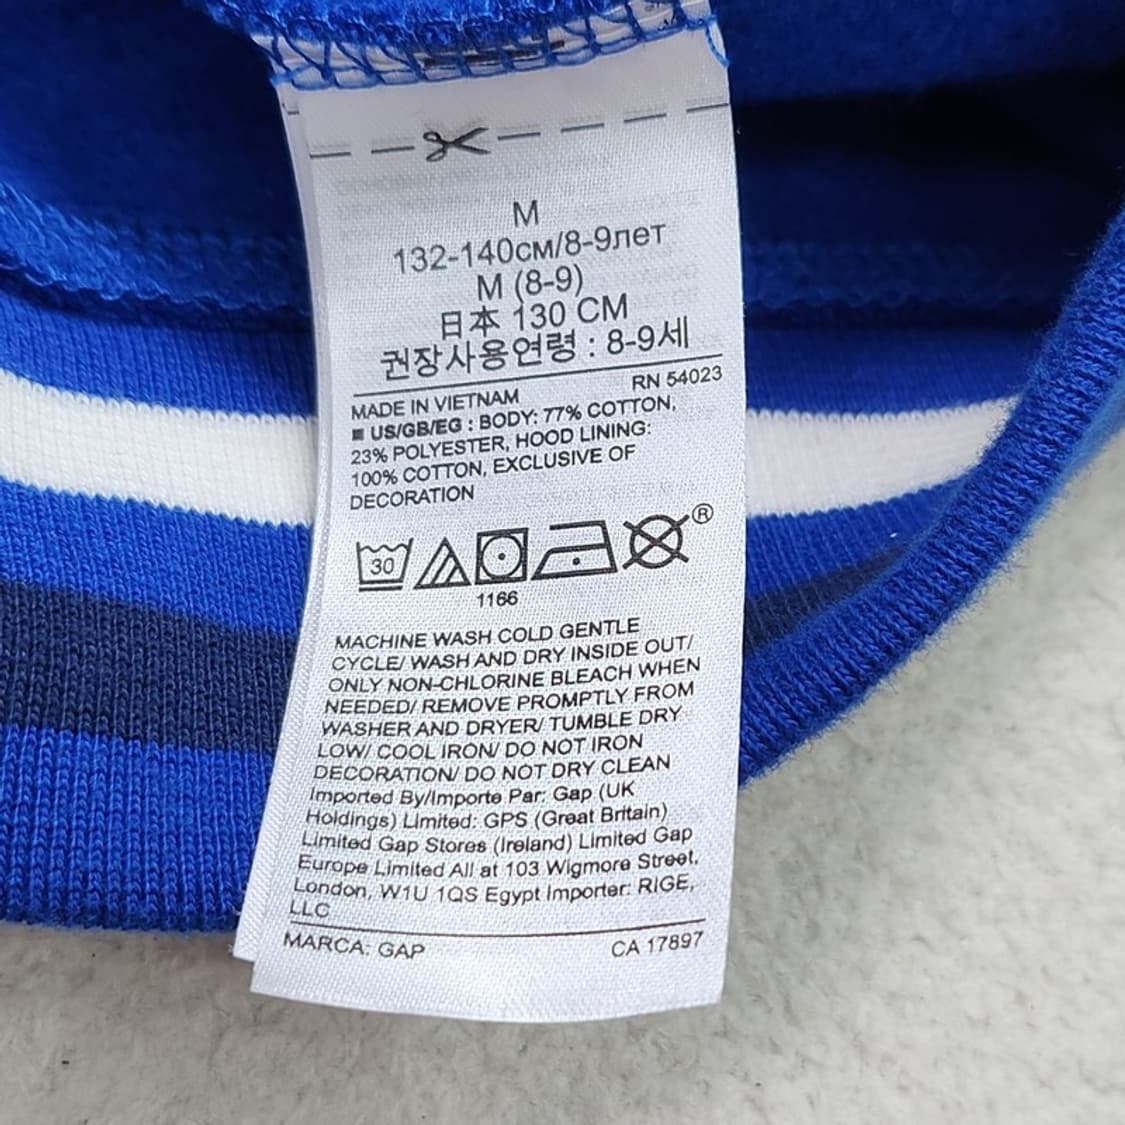 M
132-140см/8-9лет
M (8-9)
日本 130 CM
권장사용연령 : 8-9세
RN 54023
MADE IN VIETNAM
■ US/GB/EG : BODY: 77% COTTON,
23% POLYESTER, HOOD LINING:
100% COTTON, EXCLUSIVE OF
DECORATION
30
®
1166
MACHINE WASH COLD GENTLE
CYCLE/ WASH AND DRY INSIDE OUT/
ONLY NON-CHLORINE BLEACH WHEN
NEEDED/ REMOVE PROMPTLY FROM
WASHER AND DRYER/ TUMBLE DRY
LOW/ COOL IRON/ DO NOT IRON
DECORATION/ DO NOT DRY CLEAN
Imported By/Importe Par: Gap (UK
Holdings) Limited: GPS (Great Britain)
Limited Gap Stores (Ireland) Limited Gap
Europe Limited All at 103 Wigmore Street,
London, W1U 1QS Egypt Importer: RIGE,
LLC
MARCA: GAP
CA 17897